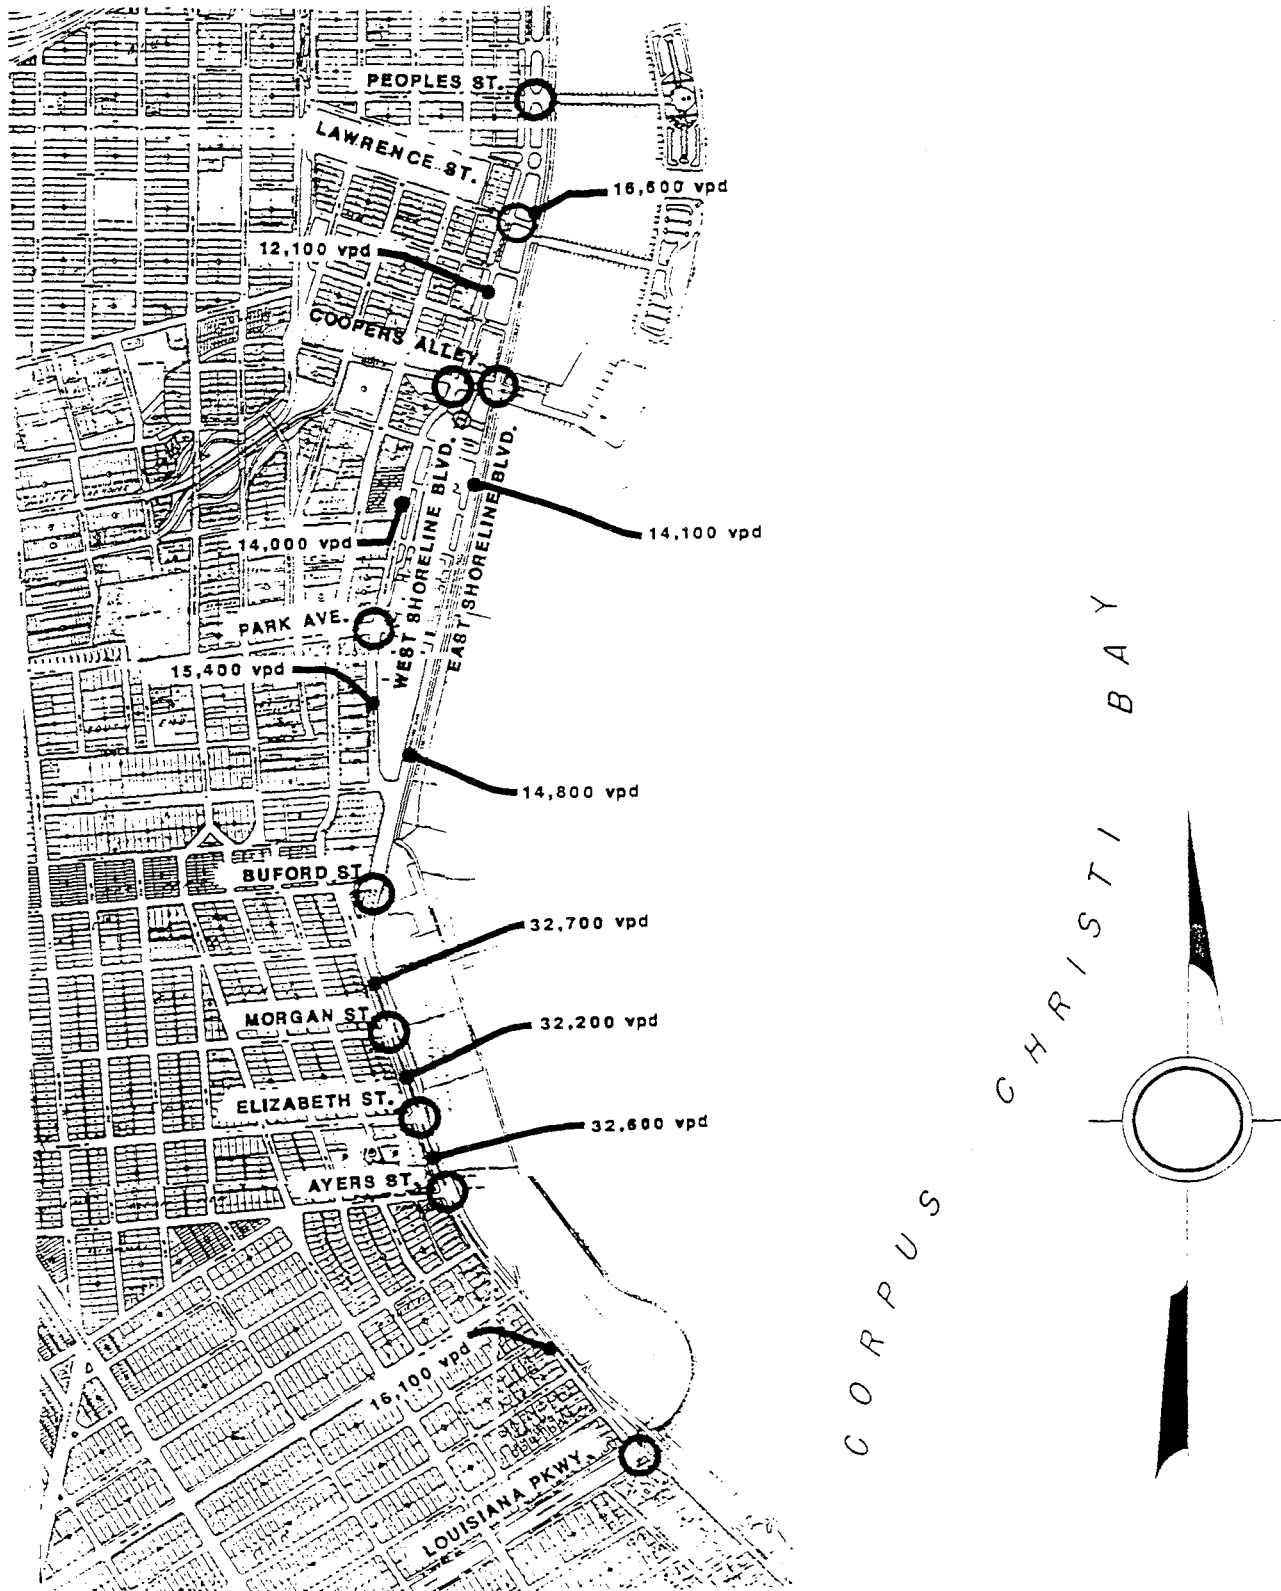 PEOPLES ST.
LAWRENCE ST.
16,600 vpd
12,100 vpd
COOPERS ALLEY
WEST SHORELINE BLVD.
EAST SHORELINE BLVD.
14,000 vpd
14,100 vpd
PARK AVE.
15,400 vpd
14,800 vpd
BUFORD ST
32,700 vpd
MORGAN ST
32,200 vpd
ELIZABETH ST.
32,600 vpd
AYERS ST.
16,100 vpd
LOUISIANA PKWY.
CORPUS CHRISTI BAY